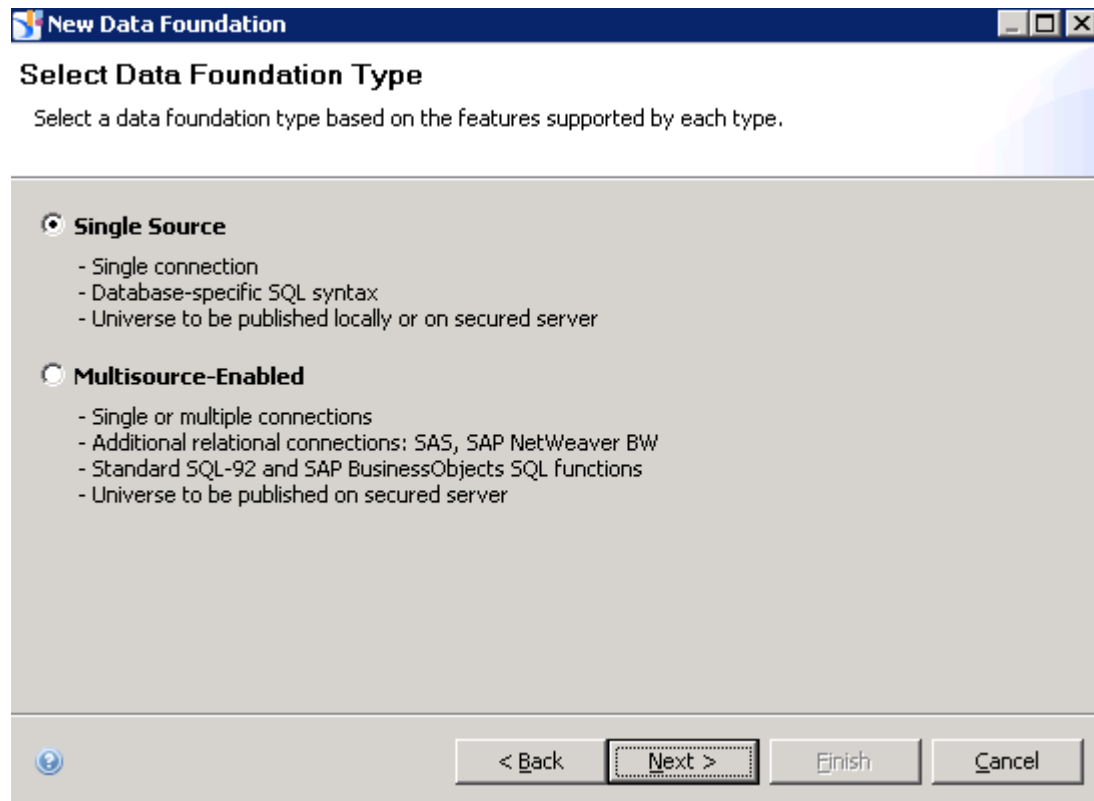 New Data Foundation
Select Data Foundation Type
Select a data foundation type based on the features supported by each type.
Single Source
- Single connection
- Database-specific SQL syntax
- Universe to be published locally or on secured server
Multisource-Enabled
- Single or multiple connections
- Additional relational connections: SAS, SAP NetWeaver BW
- Standard SQL-92 and SAP BusinessObjects SQL functions
- Universe to be published on secured server
? < Back Next > Finish Cancel